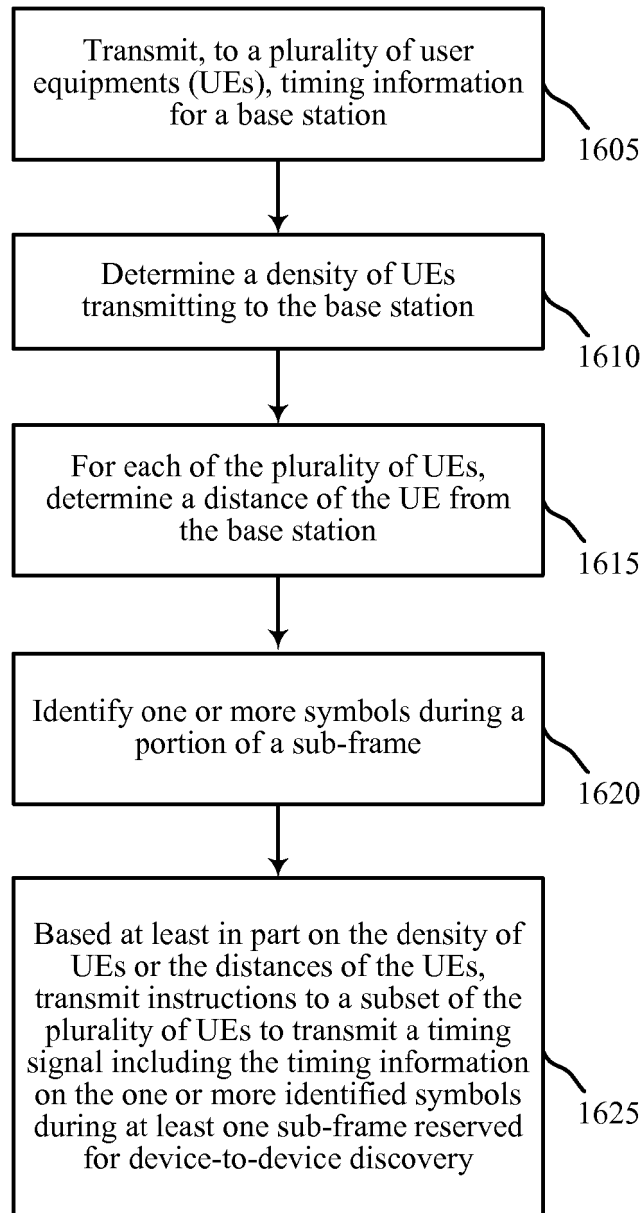 Transmit, to a plurality of user
equipments (UEs), timing information
for a base station
1605
Determine a density of UEs
transmitting to the base station
1610
For each of the plurality of UEs,
determine a distance of the UE from
the base station
1615
Identify one or more symbols during a
portion of a sub-frame
1620
Based at least in part on the density of
UEs or the distances of the UEs,
transmit instructions to a subset of the
plurality of UEs to transmit a timing
signal including the timing information
on the one or more identified symbols
during at least one sub-frame reserved
for device-to-device discovery
1625